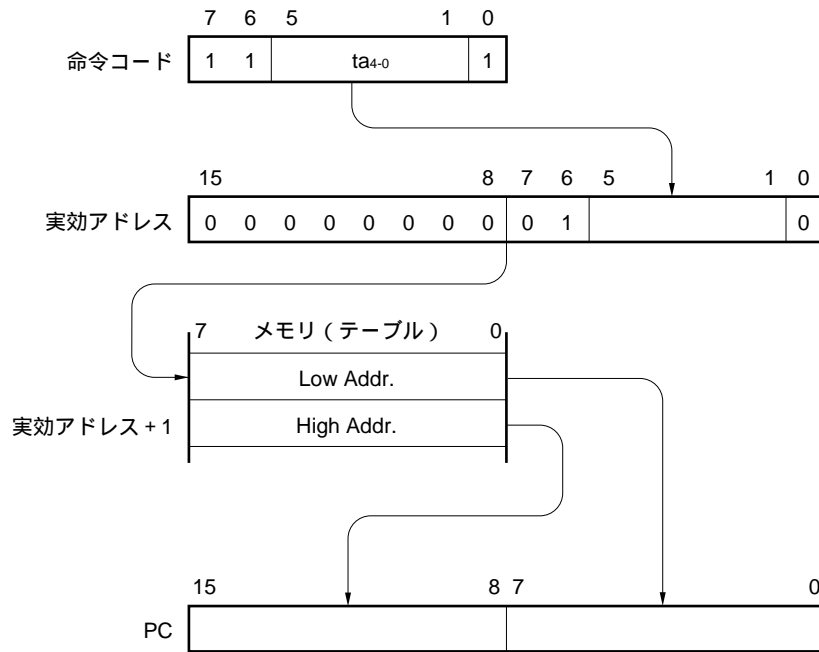 7 6 5 1 0
命令コード 1 1 ta4-0 1
15 8 7 6 5 1 0
実効アドレス 0 0 0 0 0 0 0 0 0 1 0
7 メモリ(テーブル) 0
Low Addr.
実効アドレス+1 High Addr.
15 8 7 0
PC